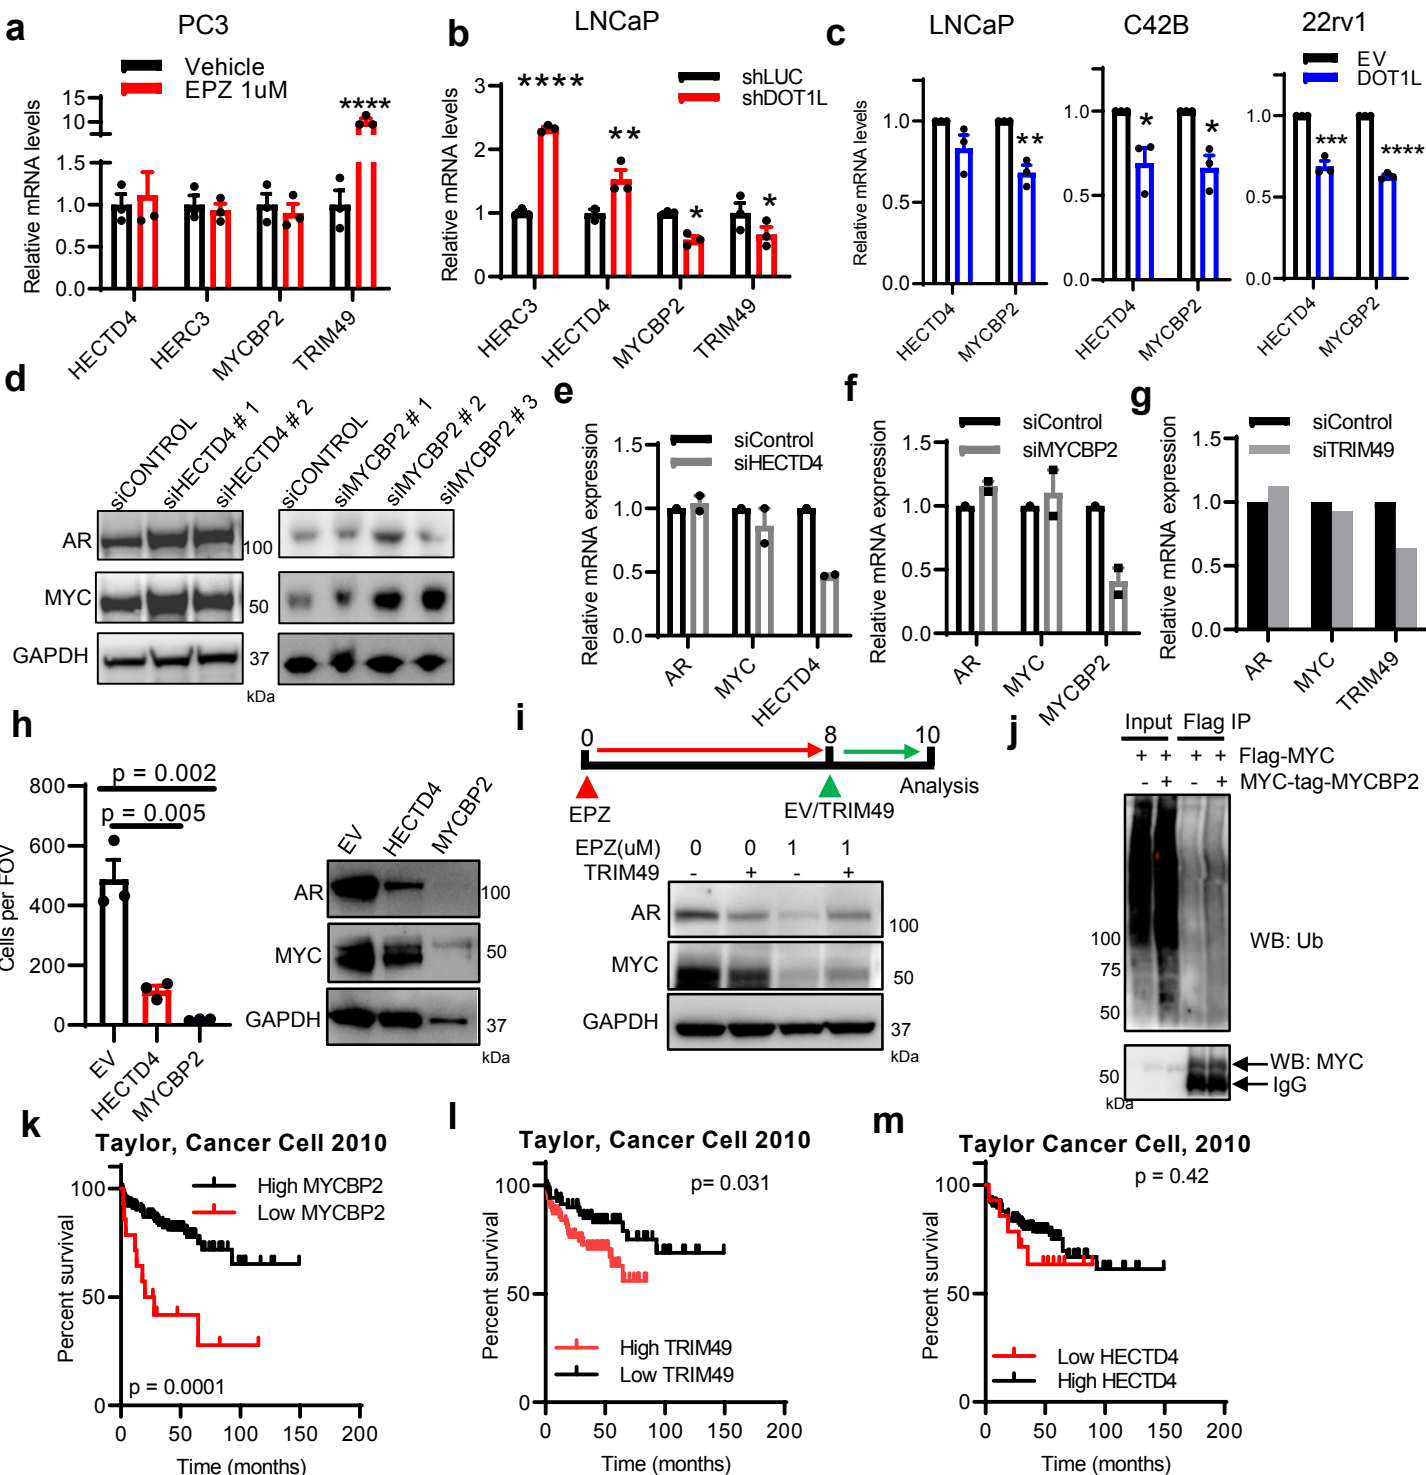 a
PC3
Vehicle
EPZ 1uM
Relative mRNA levels
15
10
1.5
1.0
0.5
0.0
****
HECTD4
HERC3
MYCBP2
TRIM49
b
LNCaP
shLUC
shDOT1L
Relative mRNA levels
3
2
1
0
****
**
*
*
HERC3
HECTD4
MYCBP2
TRIM49
c
LNCaP
C42B
22rv1
EV
DOT1L
Relative mRNA levels
1.0
0.5
0.0
**
HECTD4
MYCBP2
1.0
0.5
0.0
*
*
HECTD4
MYCBP2
1.0
0.5
0.0
***
****
HECTD4
MYCBP2
d
siCONTROL
siHECTD4 # 1
siHECTD4 # 2
siCONTROL
siMYCBP2 # 1
siMYCBP2 # 2
siMYCBP2 # 3
AR
100
MYC
50
GAPDH
37
kDa
e
siControl
siHECTD4
Relative mRNA expression
1.5
1.0
0.5
0.0
AR
MYC
HECTD4
f
siControl
siMYCBP2
Relative mRNA expression
1.5
1.0
0.5
0.0
AR
MYC
MYCBP2
g
siControl
siTRIM49
Relative mRNA expression
1.5
1.0
0.5
0.0
AR
MYC
TRIM49
h
Cells per FOV
800
600
400
200
0
p = 0.002
p = 0.005
EV
HECTD4
MYCBP2
EV
HECTD4
MYCBP2
AR
100
MYC
50
GAPDH
37
kDa
i
0
8
10
EPZ
EV/TRIM49
Analysis
EPZ(uM) 0 0 1 1
TRIM49 - + - +
AR
100
MYC
50
GAPDH
37
kDa
j
Input Flag IP
+ + + + Flag-MYC
- + - + MYC-tag-MYCBP2
100
75
50
WB: Ub
50
kDa
WB: MYC
IgG
k
Taylor, Cancer Cell 2010
High MYCBP2
Low MYCBP2
Percent survival
100
50
0
p = 0.0001
0 50 100 150 200
Time (months)
l
Taylor, Cancer Cell 2010
p= 0.031
Percent survival
100
50
0
High TRIM49
Low TRIM49
0 50 100 150 200
Time (months)
m
Taylor Cancer Cell, 2010
p = 0.42
Percent survival
100
50
0
Low HECTD4
High HECTD4
0 50 100 150 200
Time (months)